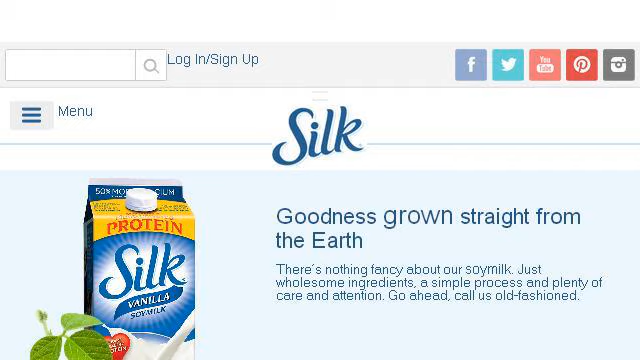 Log In/Sign Up
You
Tube
Menu
Silk
50% MORE CALCIUM
PROTEIN
Silk
VANILLA
SOYMILK
Goodness grown straight from
the Earth
There´s nothing fancy about our soymilk. Just
wholesome ingredients, a simple process and plenty of
care and attention. Go ahead, call us old-fashioned.